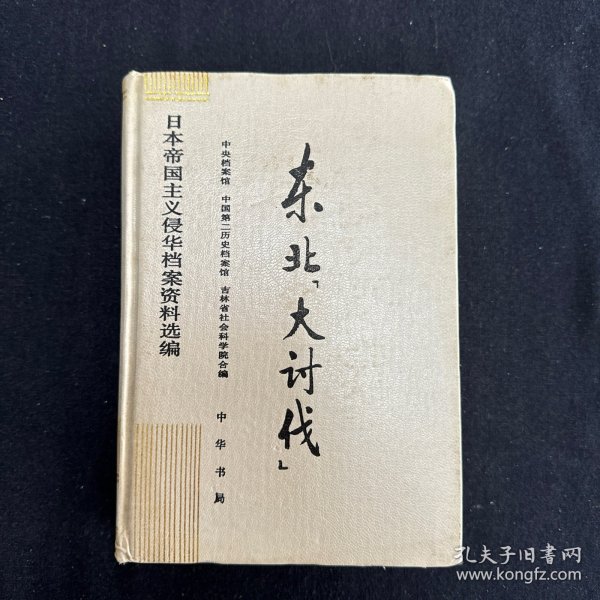 东北「大讨伐」
中央档案馆 中国第二历史档案馆 吉林省社会科学院合编
中华书局
日本帝国主义侵华档案资料选编
孔夫子旧书网
www.kongfz.com